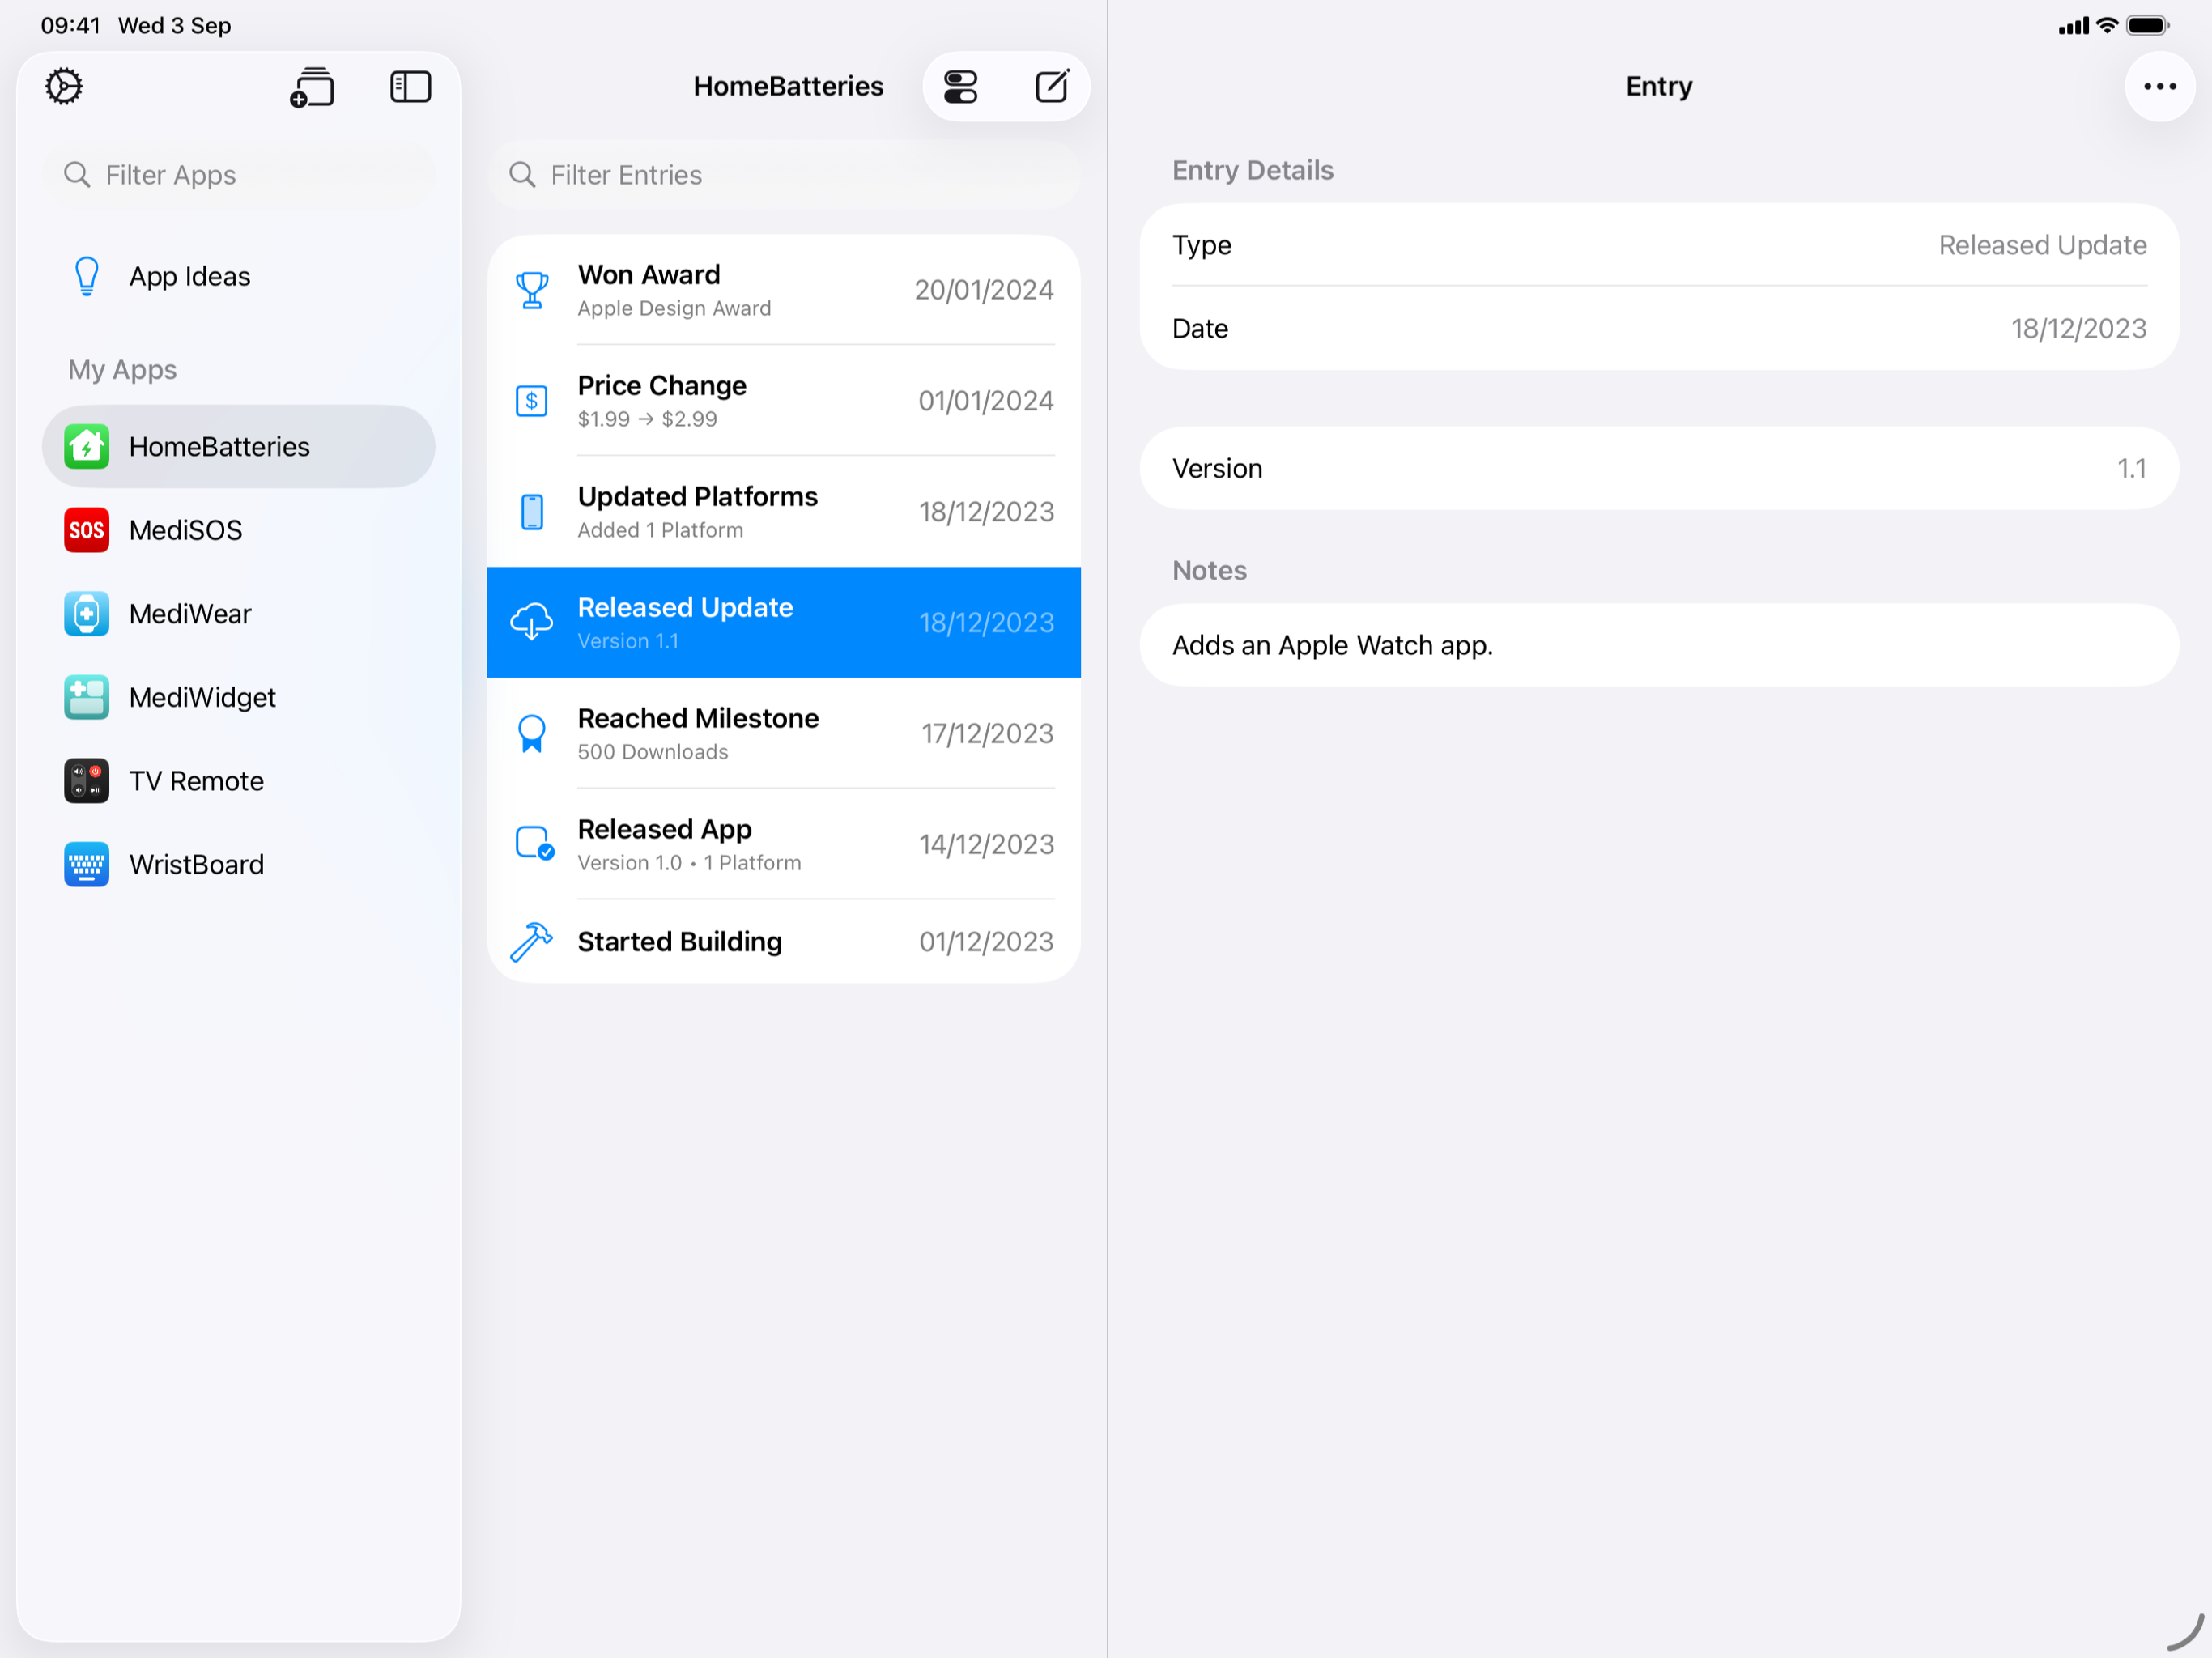 09:41 Wed 3 Sep
Filter Apps
App Ideas
My Apps
HomeBatteries
SOS MediSOS
MediWear
MediWidget
TV Remote
WristBoard
HomeBatteries
Filter Entries
Won Award 20/01/2024
Apple Design Award
Price Change 01/01/2024
$1.99 → $2.99
Updated Platforms 18/12/2023
Added 1 Platform
Released Update 18/12/2023
Version 1.1
Reached Milestone 17/12/2023
500 Downloads
Released App 14/12/2023
Version 1.0 • 1 Platform
Started Building 01/12/2023
Entry
Entry Details
Type Released Update
Date 18/12/2023
Version 1.1
Notes
Adds an Apple Watch app.